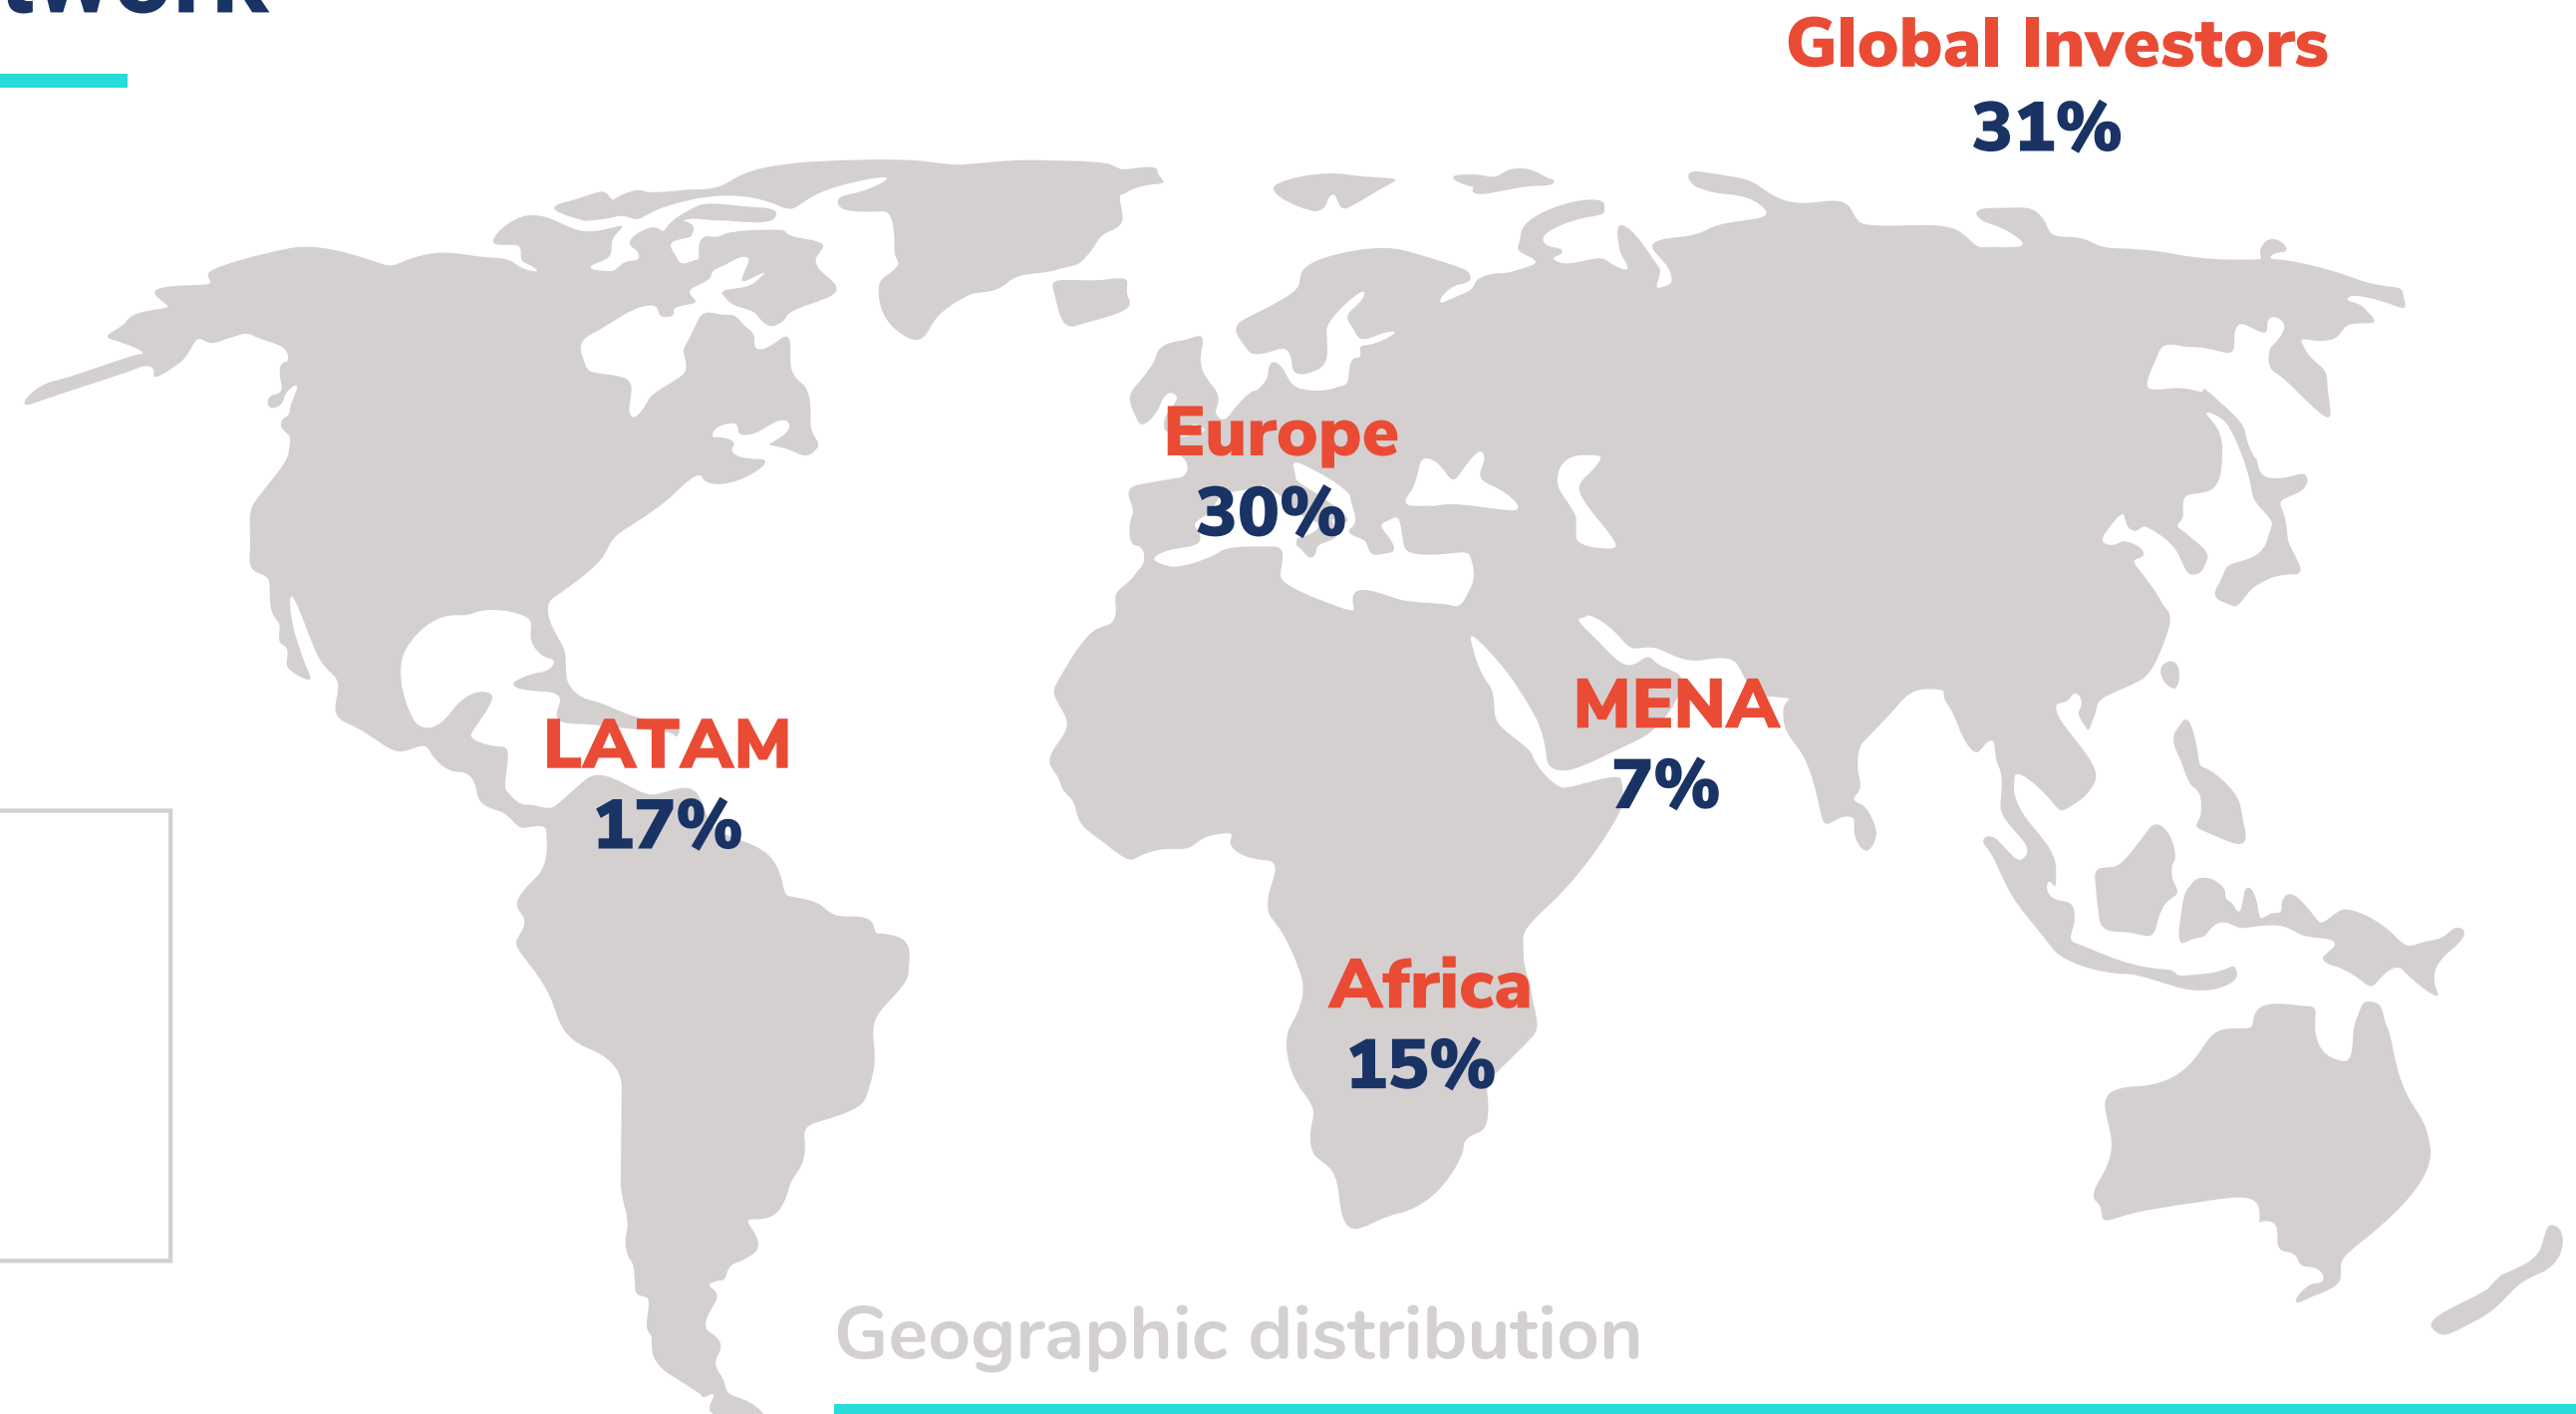 Global Investors
31%
Europe
30%
MENA
7%
LATAM
17%
Africa
15%
Geographic distribution